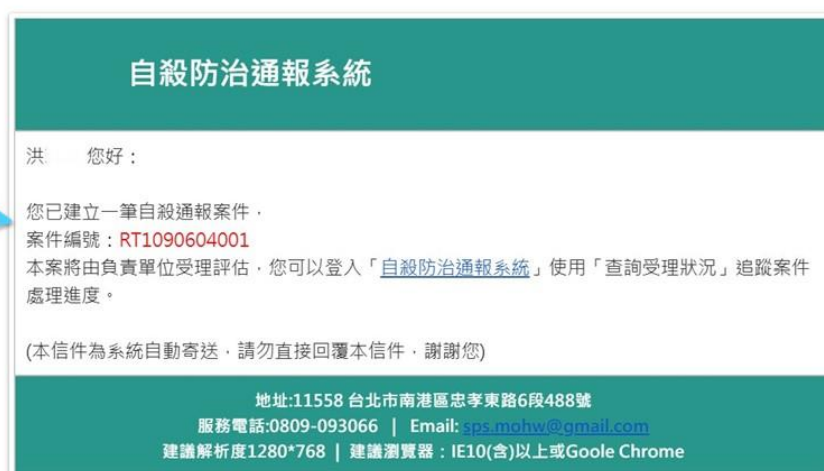 自殺防治通報系統
洪 您好：
您已建立一筆自殺通報案件，
案件編號：RT1090604001
本案將由負責單位受理評估，您可以登入「自殺防治通報系統」使用「查詢受理狀況」追蹤案件
處理進度。
(本信件為系統自動寄送，請勿直接回覆本信件，謝謝您)
地址:11558 台北市南港區忠孝東路6段488號
服務電話:0809-093066 | Email: sps.mohw@gmail.com
建議解析度1280*768 | 建議瀏覽器：IE10(含)以上或Goole Chrome